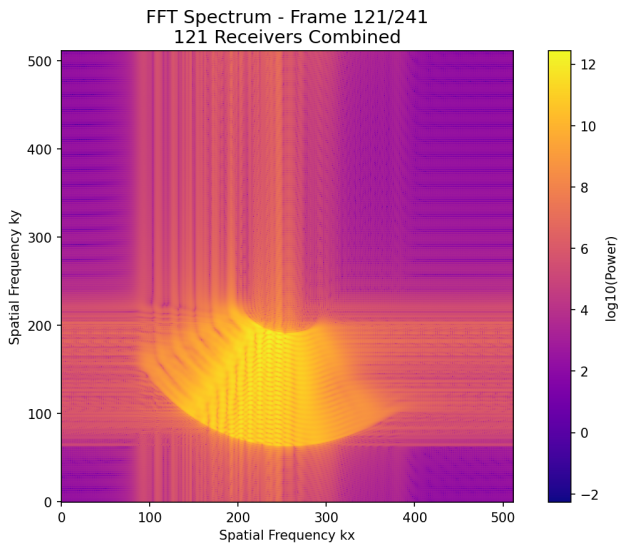 FFT Spectrum - Frame 121/241
121 Receivers Combined
500
400
300
200
100
0
Spatial Frequency ky
0 100 200 300 400 500
Spatial Frequency kx
12
10
8
6
4
2
0
−2
log10(Power)